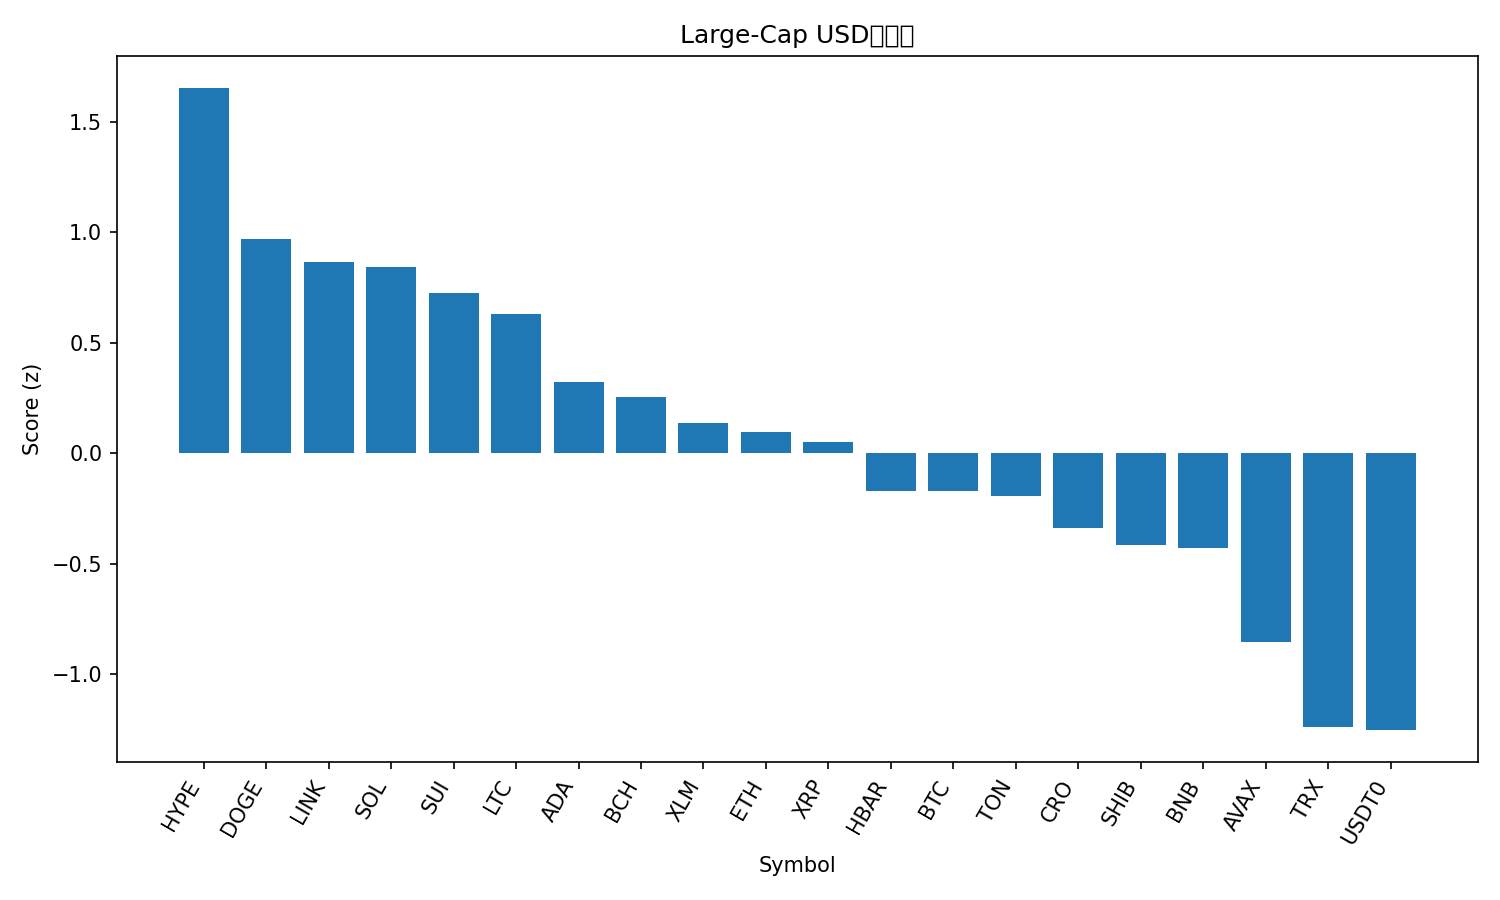 Large-Cap USD
Score (z)
1.5
1.0
0.5
0.0
−0.5
−1.0
HYPE
DOGE
LINK
SOL
SUI
LTC
ADA
BCH
XLM
ETH
XRP
HBAR
BTC
TON
CRO
SHIB
BNB
AVAX
TRX
USDT0
Symbol